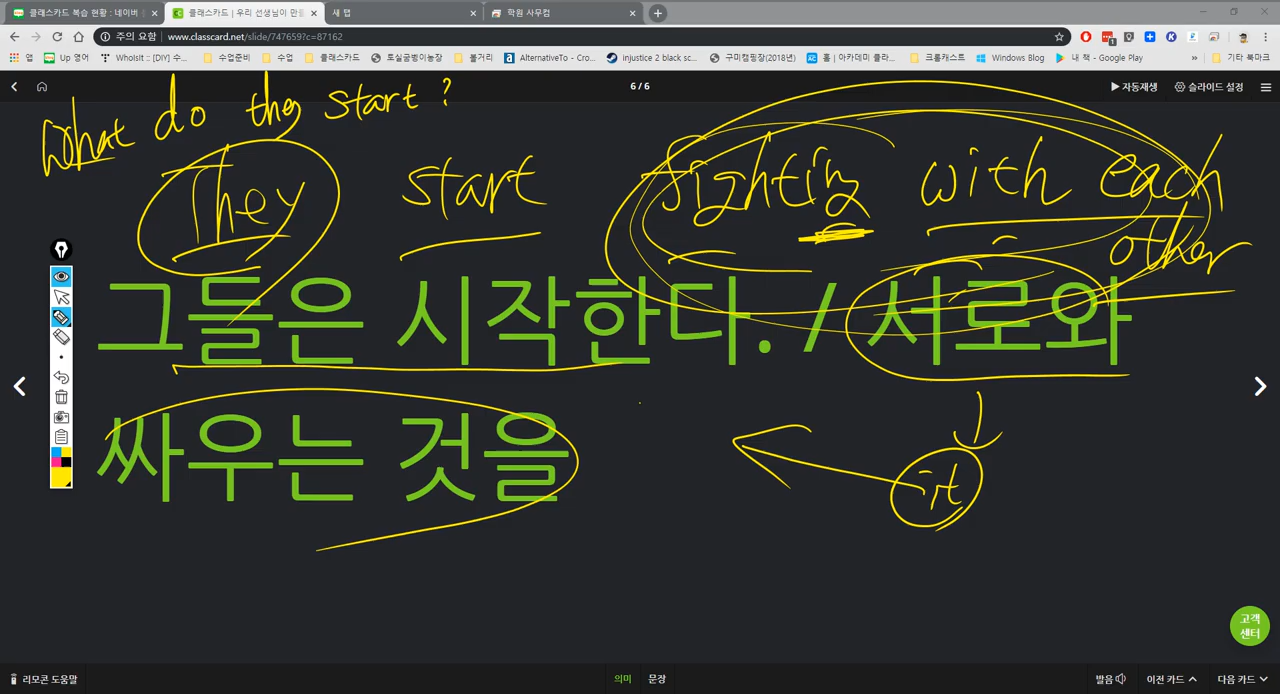 클래스카드 복습 현황 : 네이버
클래스카드 | 우리 선생님이 만든
새 탭
학원 사무컴
주의 요함
www.classcard.net/slide/747659?c=87162
앱 Up 영어 WhoIsIt :: [DIY] 수... 수업준비 수업 클래스카드 토실궁벵이농장 볼거리 AlternativeTo - Cro... injustice 2 black sc... 구미캠핑장(2018년) 홈 | 아카데미 클라... 크롬캐스트 Windows Blog 내 책 - Google Play » 기타 북마크
6 / 6
자동재생 슬라이드 설정
What do they start?
They start fighting with each
other
그들은 시작한다. / 서로와
싸우는 것을
it
고객
센터
리모콘 도움말 의미 문장 발음 이전 카드 다음 카드